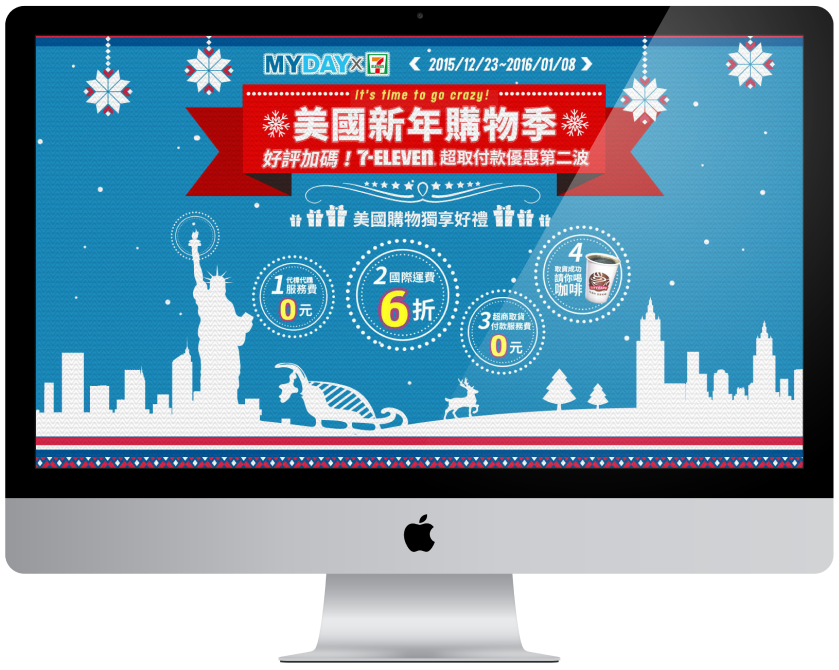 MYDAY×7-ELEVEN
2015/12/23~2016/01/08
It's time to go crazy!
美國新年購物季
好評加碼！7-ELEVEN 超取付款優惠第二波
美國購物獨享好禮
1 代標代購
服務費
0元
2 國際運費
6折
3 超商取貨
付款服務費
0元
4
取貨成功
請你喝
咖啡